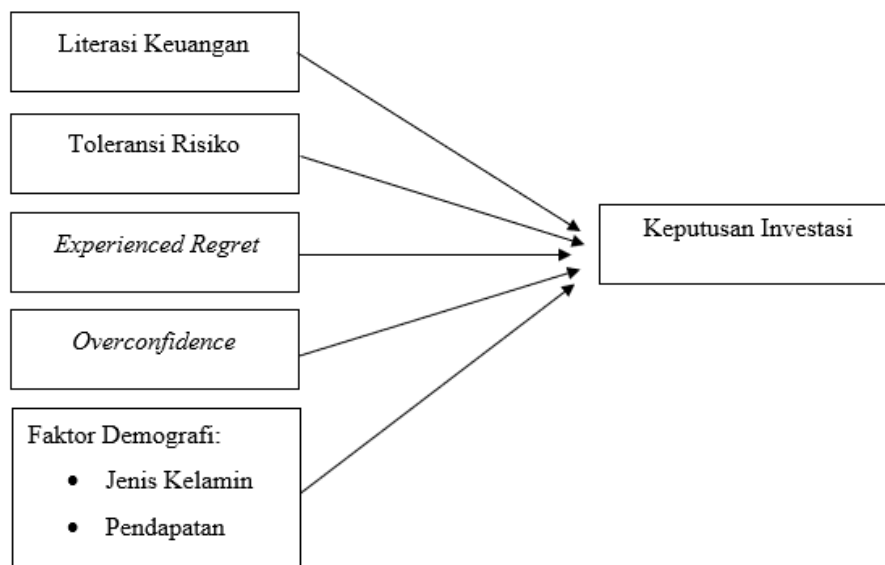 Literasi Keuangan
Toleransi Risiko
Experienced Regret
Overconfidence
Faktor Demografi:
• Jenis Kelamin
• Pendapatan
Keputusan Investasi